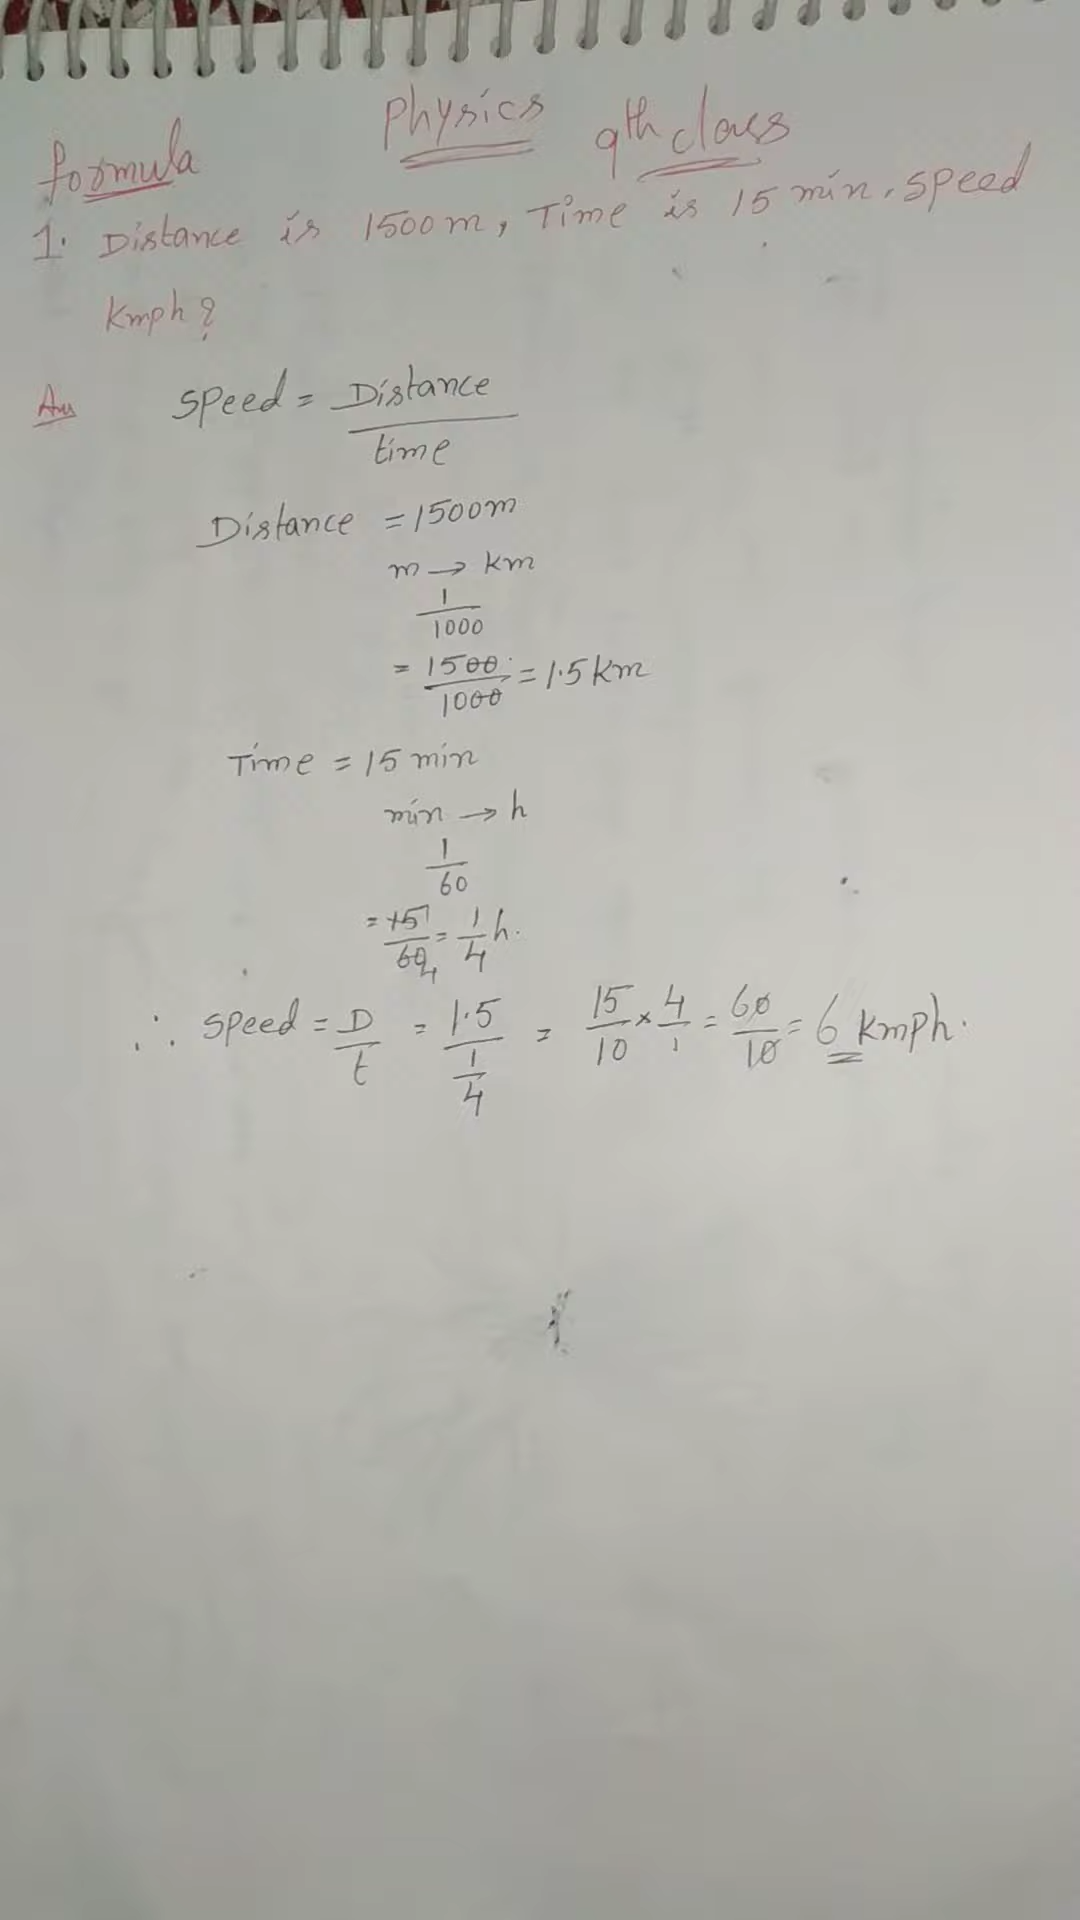 Physics 9th class
formula
1. Distance is 1500m, Time is 15 min. speed
Kmph?
Ans
speed = Distance / time
Distance = 1500m
m → km
1/1000
= 1500/1000 = 1.5 km
Time = 15 min
min → h
1/60
= 15/60 4 = 1/4 h.
∴ speed = D/t = 1.5/(1/4) = 15/10 × 4/1 = 60/10 = 6 kmph.